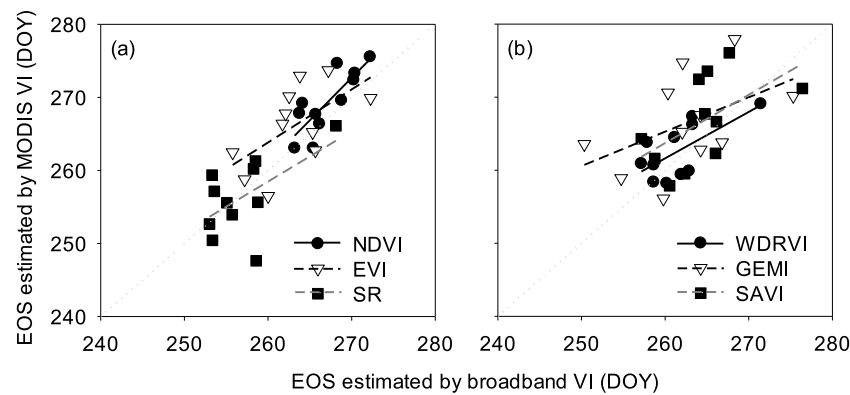 EOS estimated by MODIS VI (DOY)
280
270
260
250
240
(a)
NDVI
EVI
SR
240 250 260 270 280
(b)
WDRVI
GEMI
SAVI
240 250 260 270 280
EOS estimated by broadband VI (DOY)